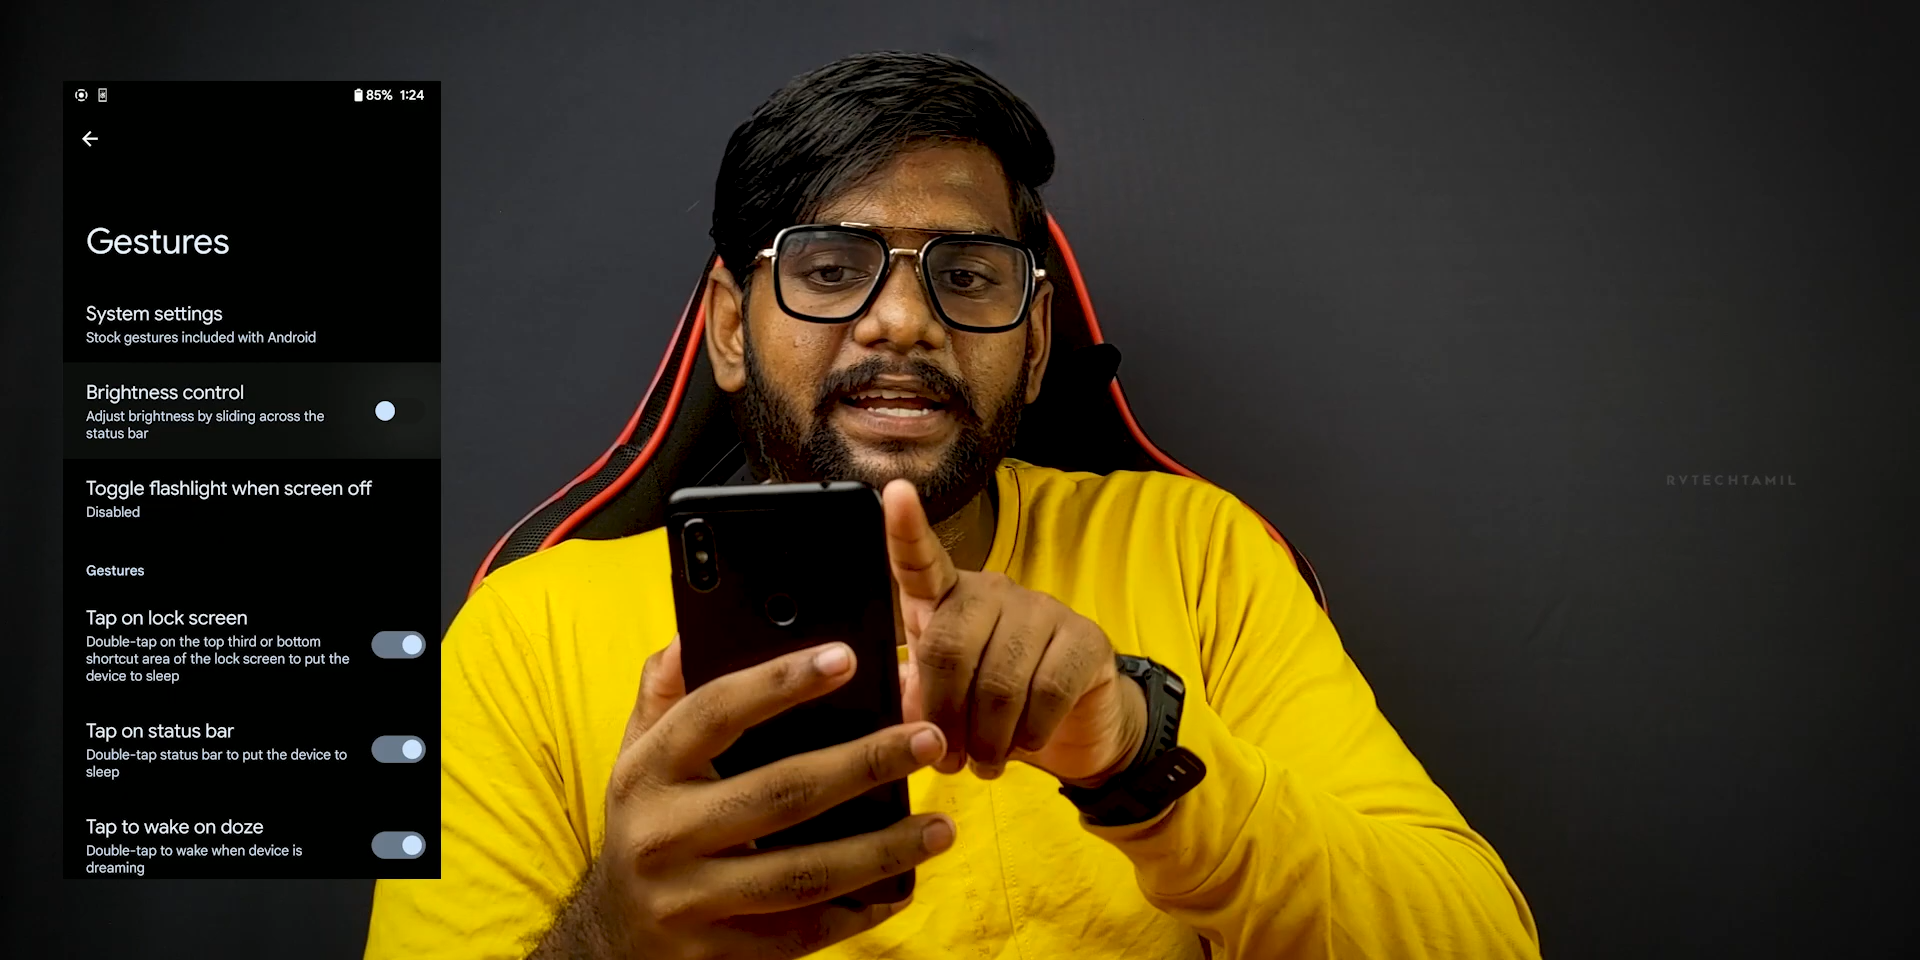 85% 1:24
Gestures
System settings
Stock gestures included with Android
Brightness control
Adjust brightness by sliding across the
status bar
Toggle flashlight when screen off
Disabled
Gestures
Tap on lock screen
Double-tap on the top third or bottom
shortcut area of the lock screen to put the
device to sleep
Tap on status bar
Double-tap status bar to put the device to
sleep
Tap to wake on doze
Double-tap to wake when device is
dreaming
RVTECHTAMIL